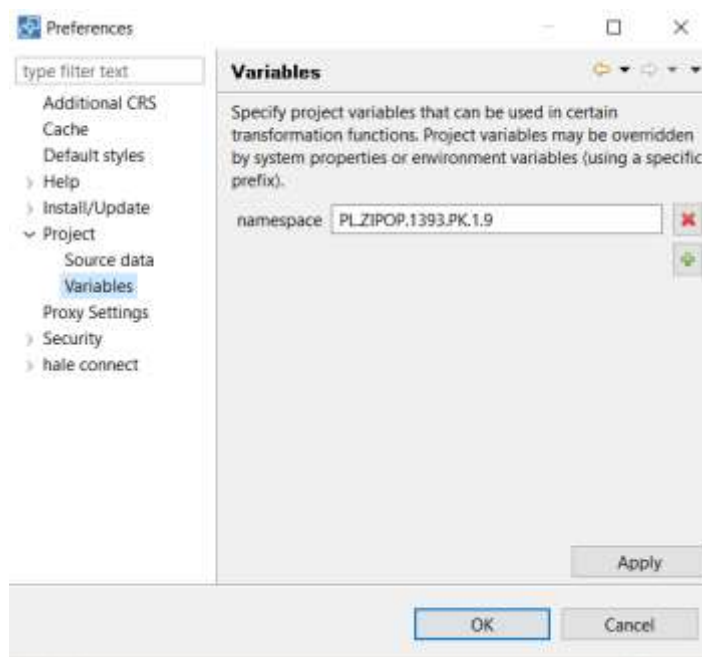 Preferences
type filter text
Additional CRS
Cache
Default styles
Help
Install/Update
Project
Source data
Variables
Proxy Settings
Security
hale connect
Variables
Specify project variables that can be used in certain
transformation functions. Project variables may be overridden
by system properties or environment variables (using a specific
prefix).
namespace PL.ZIPOP.1393.PK.1.9
Apply
OK Cancel